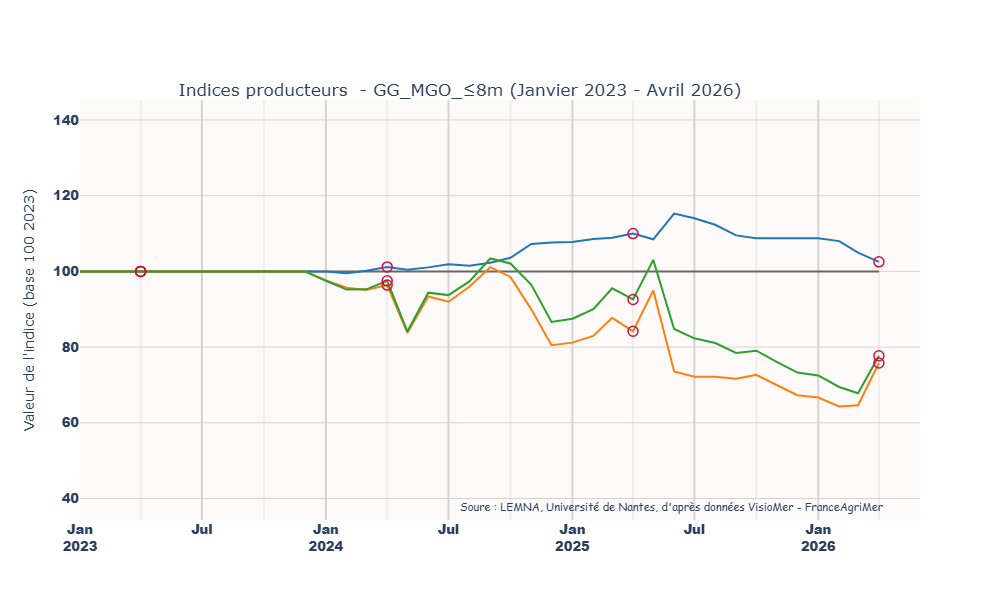 Indices producteurs - GG_MGO_≤8m (Janvier 2023 - Avril 2026)
Valeur de l'indice (base 100 2023)
140
120
100
80
60
40
Soure : LEMNA, Université de Nantes, d'après données VisioMer - FranceAgriMer
Jan Jul Jan Jul Jan Jul Jan
2023 2024 2025 2026